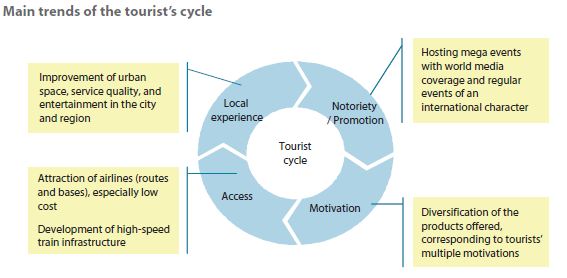 Main trends of the tourist's cycle
Improvement of urban
space, service quality, and
entertainment in the city
and region
Hosting mega events
with world media
coverage and regular
events of an
international character
Local
experience
Notoriety
/ Promotion
Tourist
cycle
Access
Motivation
Attraction of airlines (routes
and bases), especially low
cost
Development of high-speed
train infrastructure
Diversification of the
products offered,
corresponding to tourists'
multiple motivations